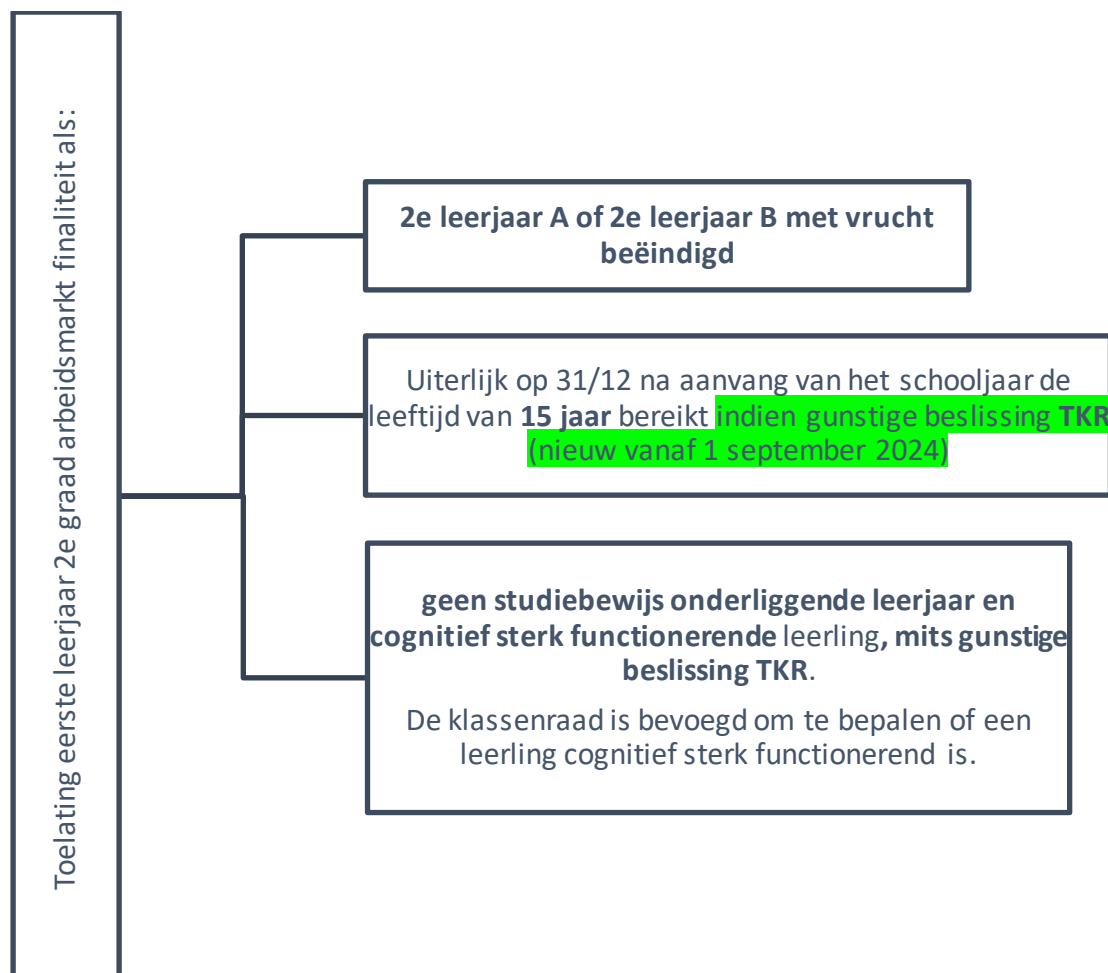 Toelating eerste leerjaar 2e graad arbeidsmarkt finaliteit als:
2e leerjaar A of 2e leerjaar B met vrucht
beëindigd
Uiterlijk op 31/12 na aanvang van het schooljaar de
leeftijd van 15 jaar bereikt indien gunstige beslissing TKR
(nieuw vanaf 1 september 2024)
geen studiebewijs onderliggende leerjaar en
cognitief sterk functionerende leerling, mits gunstige
beslissing TKR.
De klassenraad is bevoegd om te bepalen of een
leerling cognitief sterk functionerend is.